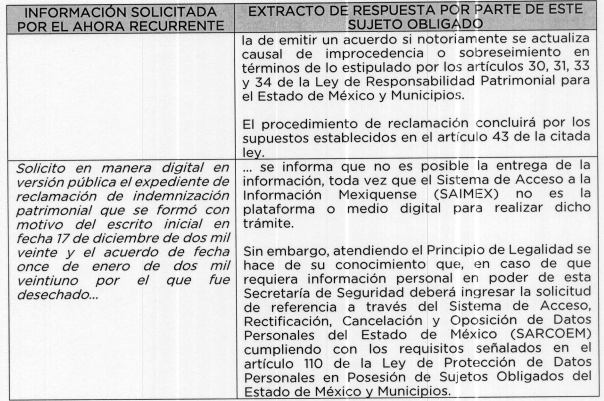 INFORMACIÓN SOLICITADA
POR EL AHORA RECURRENTE
EXTRACTO DE RESPUESTA POR PARTE DE ESTE
SUJETO OBLIGADO
la de emitir un acuerdo si notoriamente se actualiza
causal de improcedencia o sobreseimiento en
términos de lo estipulado por los artículos 30, 31, 33
y 34 de la Ley de Responsabilidad Patrimonial para
el Estado de México y Municipios.
El procedimiento de reclamación concluirá por los
supuestos establecidos en el artículo 43 de la citada
ley.
Solicito en manera digital en
versión pública el expediente de
reclamación de indemnización
patrimonial que se formó con
motivo del escrito inicial en
fecha 17 de diciembre de dos mil
veinte y el acuerdo de fecha
once de enero de dos mil
veintiuno por el que fue
desechado...
... se informa que no es posible la entrega de la
información, toda vez que el Sistema de Acceso a la
Información Mexiquense (SAIMEX) no es la
plataforma o medio digital para realizar dicho
trámite.
Sin embargo, atendiendo el Principio de Legalidad se
hace de su conocimiento que, en caso de que
requiera información personal en poder de esta
Secretaría de Seguridad deberá ingresar la solicitud
de referencia a través del Sistema de Acceso,
Rectificación, Cancelación y Oposición de Datos
Personales del Estado de México (SARCOEM)
cumpliendo con los requisitos señalados en el
artículo 110 de la Ley de Protección de Datos
Personales en Posesión de Sujetos Obligados del
Estado de México y Municipios.